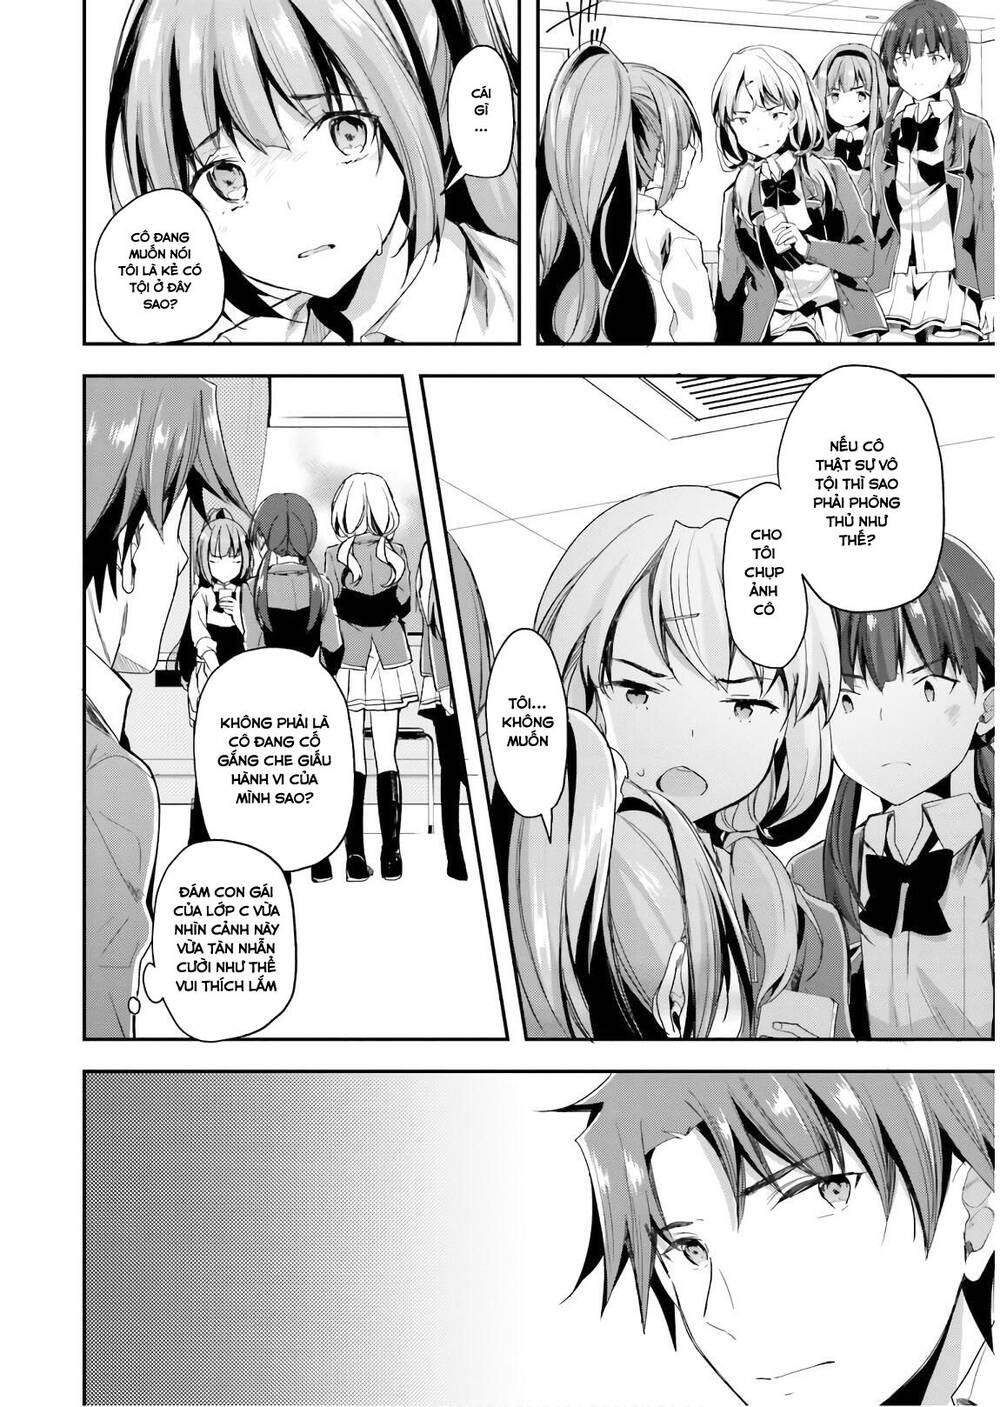 CÁI
GÌ
...
CÔ ĐANG
MUỐN NÓI
TÔI LÀ KẺ CÓ
TỘI Ở ĐÂY
SAO?
NẾU CÔ
THẬT SỰ VÔ
TỘI THÌ SAO
PHẢI PHÒNG
THỦ NHƯ
THẾ?
CHO
TÔI
CHỤP
ẢNH
CÔ
TÔI...
KHÔNG
MUỐN
KHÔNG PHẢI LÀ
CÔ ĐANG CỐ
GẮNG CHE GIẤU
HÀNH VI CỦA
MÌNH SAO?
ĐÁM CON GÁI
CỦA LỚP C VỪA
NHÌN CẢNH NÀY
VỪA TÀN NHẪN
CƯỜI NHƯ THỂ
VUI THÍCH LẮM